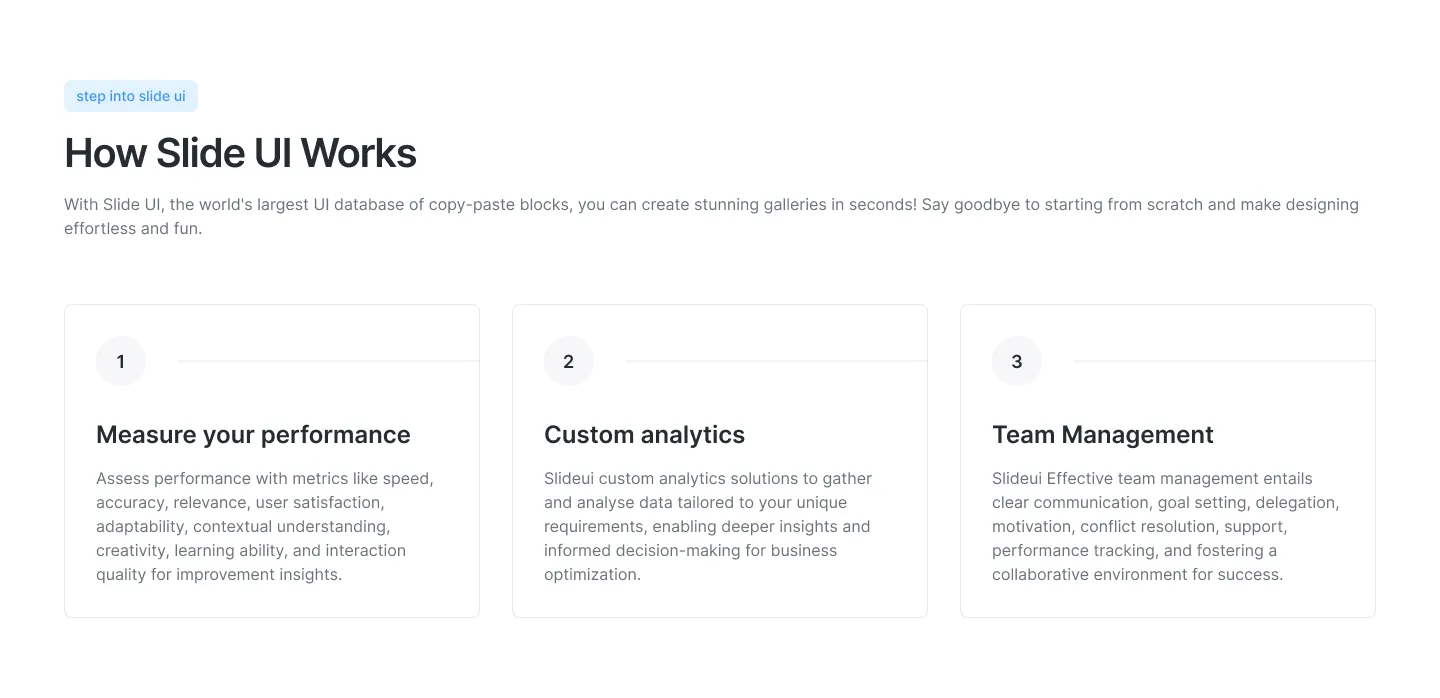 step into slide ui
How Slide UI Works
With Slide UI, the world's largest UI database of copy-paste blocks, you can create stunning galleries in seconds! Say goodbye to starting from scratch and make designing
effortless and fun.
1
Measure your performance
Assess performance with metrics like speed,
accuracy, relevance, user satisfaction,
adaptability, contextual understanding,
creativity, learning ability, and interaction
quality for improvement insights.
2
Custom analytics
Slideui custom analytics solutions to gather
and analyse data tailored to your unique
requirements, enabling deeper insights and
informed decision-making for business
optimization.
3
Team Management
Slideui Effective team management entails
clear communication, goal setting, delegation,
motivation, conflict resolution, support,
performance tracking, and fostering a
collaborative environment for success.